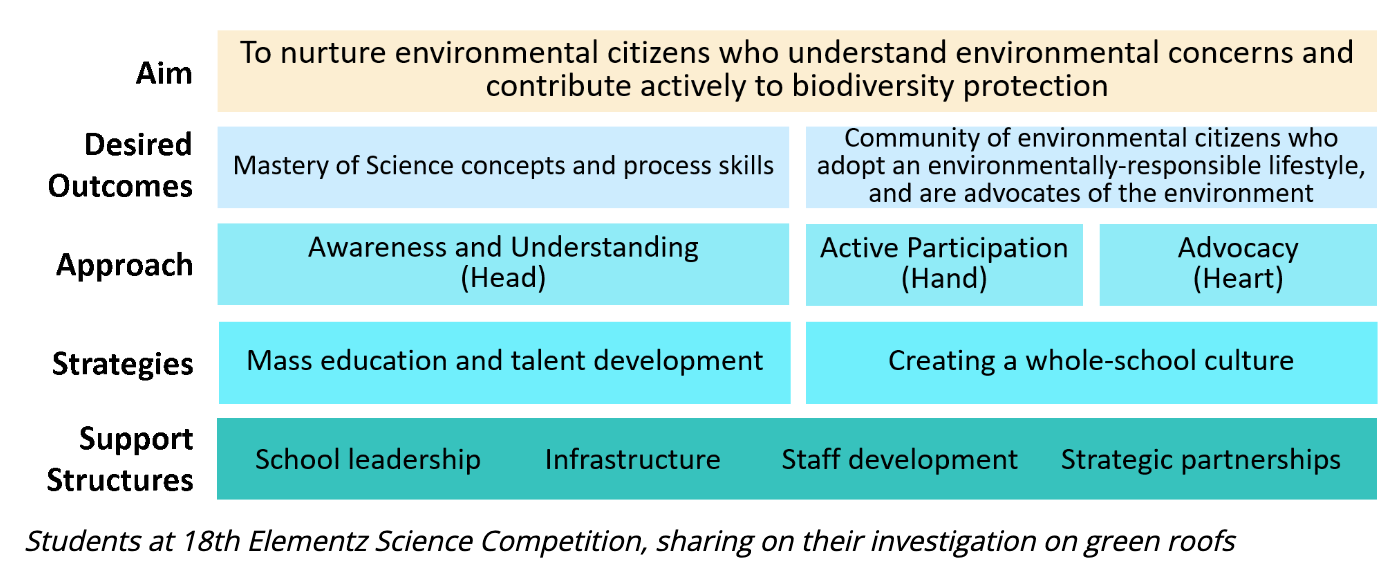 Aim
To nurture environmental citizens who understand environmental concerns and
contribute actively to biodiversity protection
Desired
Outcomes
Mastery of Science concepts and process skills
Community of environmental citizens who
adopt an environmentally-responsible lifestyle,
and are advocates of the environment
Approach
Awareness and Understanding
(Head)
Active Participation
(Hand)
Advocacy
(Heart)
Strategies
Mass education and talent development
Creating a whole-school culture
Support
Structures
School leadership
Infrastructure
Staff development
Strategic partnerships
Students at 18th Elementz Science Competition, sharing on their investigation on green roofs